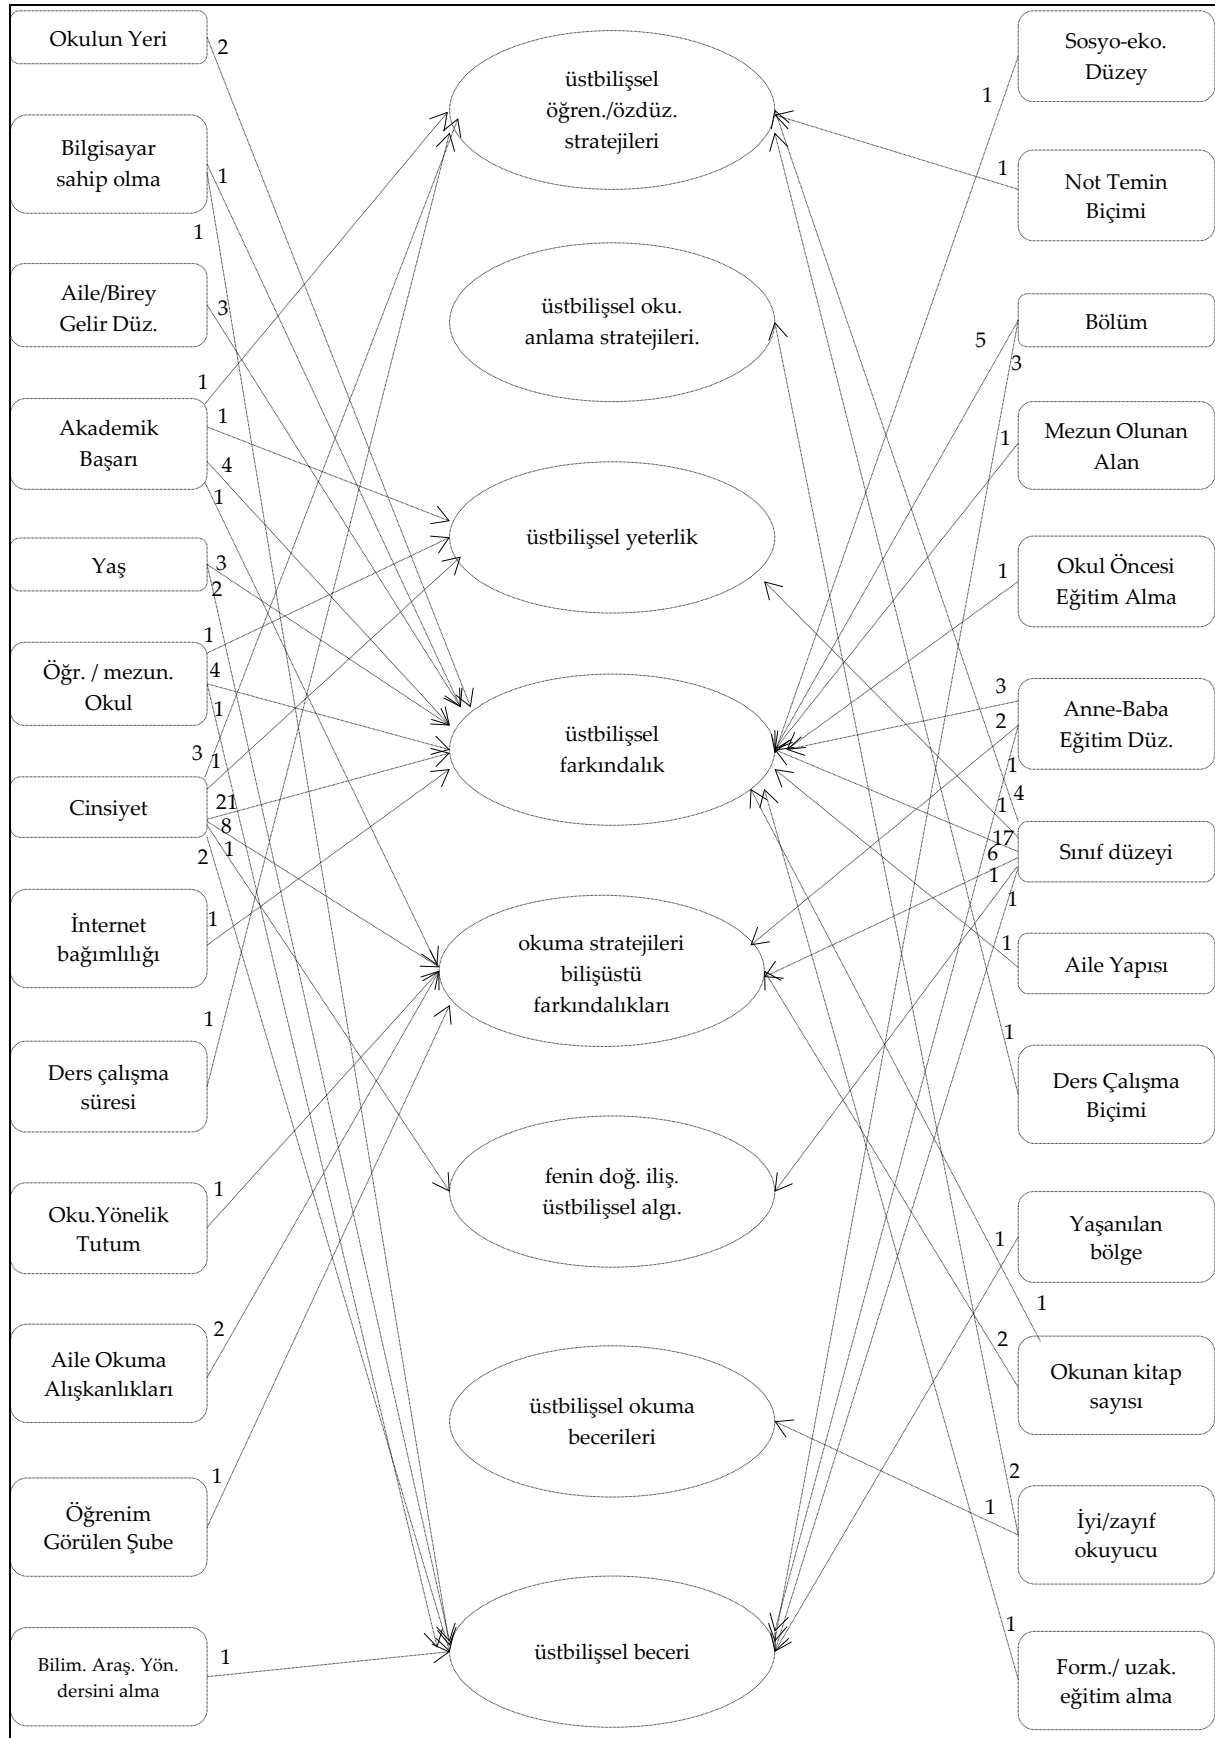 Okulun Yeri
2
Bilgisayar
sahip olma
1
1
Aile/Birey
Gelir Düz.
3
1
Akademik
Başarı
1
4
1
Yaş
3
2
1
Öğr. / mezun.
Okul
4
1
3
1
Cinsiyet
21
8
1
2
İnternet
bağımlılığı
1
1
Ders çalışma
süresi
1
Oku.Yönelik
Tutum
2
Aile Okuma
Alışkanlıkları
1
Öğrenim
Görülen Şube
1
Bilim. Araş. Yön.
dersini alma
üstbilişsel
öğren./özdüz.
stratejileri
üstbilişsel oku.
anlama stratejileri.
üstbilişsel yeterlik
üstbilişsel
farkındalık
okuma stratejileri
bilişüstü
farkındalıkları
fenin doğ. iliş.
üstbilişsel algı.
üstbilişsel okuma
becerileri
üstbilişsel beceri
Sosyo-eko.
Düzey
1
1
Not Temin
Biçimi
Bölüm
5
3
Mezun Olunan
Alan
1
Okul Öncesi
Eğitim Alma
1
3
Anne-Baba
Eğitim Düz.
2
1
4
1
17
Sınıf düzeyi
6
1
1
1
Aile Yapısı
1
Ders Çalışma
Biçimi
Yaşanılan
bölge
1
1
2
Okunan kitap
sayısı
2
1
İyi/zayıf
okuyucu
1
Form./ uzak.
eğitim alma